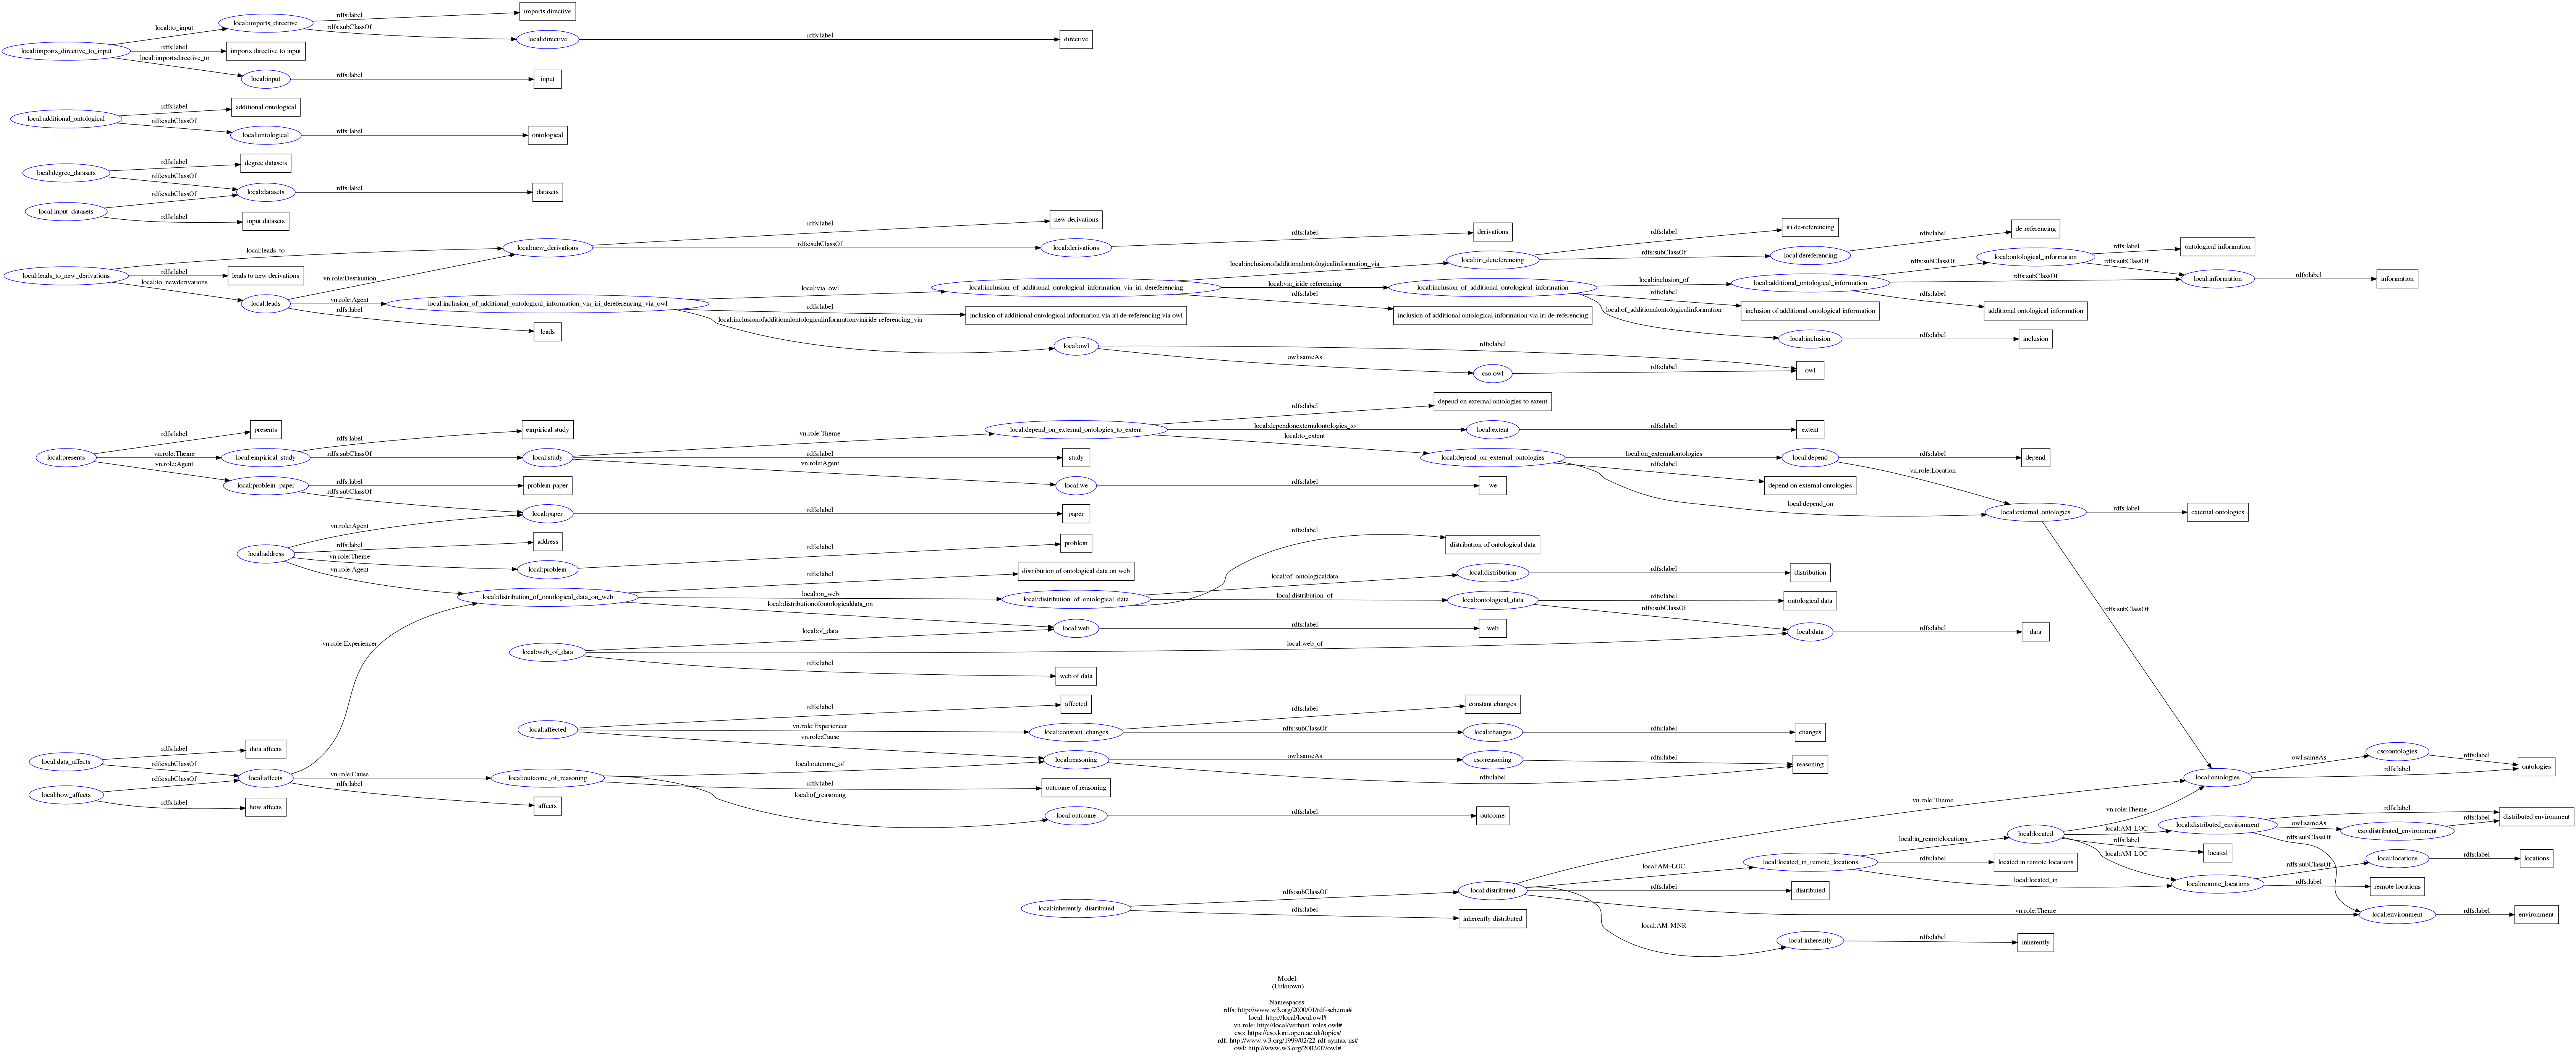 local:imports_directive_to_input
local:to_input
rdfs:label
local:importsdirective_to
local:imports_directive
rdfs:label
imports directive
rdfs:subClassOf
local:directive
rdfs:label
directive
imports directive to input
local:input
rdfs:label
input
local:additional_ontological
rdfs:label
additional ontological
rdfs:subClassOf
local:ontological
rdfs:label
ontological
local:degree_datasets
rdfs:label
degree datasets
rdfs:subClassOf
local:datasets
rdfs:label
datasets
local:input_datasets
rdfs:subClassOf
rdfs:label
input datasets
local:leads_to_new_derivations
local:leads_to
rdfs:label
leads to new derivations
local:to_newderivations
local:leads
vn.role:Destination
vn.role:Agent
rdfs:label
leads
local:new_derivations
rdfs:label
new derivations
rdfs:subClassOf
local:derivations
rdfs:label
derivations
local:inclusion_of_additional_ontological_information_via_iri_dereferencing_via_owl
local:via_owl
rdfs:label
inclusion of additional ontological information via iri de-referencing via owl
local:inclusionofadditionalontologicalinformationviairide-referencing_via
local:owl
rdfs:label
owl:sameAs
cso:owl
rdfs:label
owl
local:inclusion_of_additional_ontological_information_via_iri_dereferencing
local:inclusionofadditionalontologicalinformation_via
local:iri_dereferencing
rdfs:label
iri de-referencing
rdfs:subClassOf
local:dereferencing
rdfs:label
de-referencing
local:via_iride-referencing
rdfs:label
inclusion of additional ontological information via iri de-referencing
local:inclusion_of_additional_ontological_information
local:inclusion_of
rdfs:label
inclusion of additional ontological information
local:of_additionalontologicalinformation
local:inclusion
rdfs:label
inclusion
local:additional_ontological_information
rdfs:subClassOf
rdfs:subClassOf
rdfs:label
additional ontological information
local:ontological_information
rdfs:label
ontological information
rdfs:subClassOf
local:information
rdfs:label
information
local:presents
rdfs:label
presents
vn.role:Theme
vn.role:Agent
local:empirical_study
rdfs:label
empirical study
rdfs:subClassOf
local:study
vn.role:Theme
rdfs:label
study
vn.role:Agent
local:we
rdfs:label
we
local:problem_paper
rdfs:label
problem paper
rdfs:subClassOf
local:paper
rdfs:label
paper
local:depend_on_external_ontologies_to_extent
rdfs:label
depend on external ontologies to extent
local:dependonexternalontologies_to
local:extent
rdfs:label
extent
local:to_extent
local:depend_on_external_ontologies
local:on_externalontologies
local:depend
rdfs:label
depend
vn.role:Location
rdfs:label
depend on external ontologies
local:depend_on
local:external_ontologies
rdfs:label
external ontologies
rdfs:subClassOf
local:address
vn.role:Agent
rdfs:label
address
vn.role:Theme
local:problem
rdfs:label
problem
vn.role:Agent
local:distribution_of_ontological_data_on_web
rdfs:label
distribution of ontological data on web
local:on_web
local:distributionofontologicaldata_on
local:distribution_of_ontological_data
rdfs:label
distribution of ontological data
local:of_ontologicaldata
local:distribution
rdfs:label
distribution
local:distribution_of
local:ontological_data
rdfs:label
ontological data
rdfs:subClassOf
local:web
rdfs:label
web
local:data
rdfs:label
data
local:web_of_data
local:of_data
local:web_of
rdfs:label
web of data
vn.role:Experiencer
local:affected
rdfs:label
affected
vn.role:Experiencer
vn.role:Cause
local:constant_changes
rdfs:label
constant changes
rdfs:subClassOf
local:changes
rdfs:label
changes
local:reasoning
owl:sameAs
cso:reasoning
rdfs:label
rdfs:label
reasoning
local:data_affects
rdfs:label
data affects
rdfs:subClassOf
local:how_affects
rdfs:subClassOf
rdfs:label
how affects
local:affects
vn.role:Cause
rdfs:label
affects
local:outcome_of_reasoning
local:outcome_of
rdfs:label
outcome of reasoning
local:of_reasoning
local:outcome
rdfs:label
outcome
local:ontologies
owl:sameAs
cso:ontologies
rdfs:label
rdfs:label
ontologies
local:inherently_distributed
rdfs:subClassOf
rdfs:label
inherently distributed
local:distributed
vn.role:Theme
local:AM-LOC
rdfs:label
distributed
vn.role:Theme
local:AM-MNR
local:inherently
rdfs:label
inherently
local:located_in_remote_locations
local:in_remotelocations
rdfs:label
located in remote locations
local:located_in
local:located
vn.role:Theme
local:AM-LOC
rdfs:label
located
local:AM-LOC
local:distributed_environment
rdfs:label
distributed environment
owl:sameAs
cso:distributed_environment
rdfs:label
rdfs:subClassOf
local:remote_locations
rdfs:subClassOf
local:locations
rdfs:label
locations
rdfs:label
remote locations
local:environment
rdfs:label
environment
Model:
(Unknown)
Namespaces:
rdfs: http://www.w3.org/2000/01/rdf-schema#
local: http://local/local.owl#
vn.role: http://local/verbnet_roles.owl#
cso: https://cso.kmi.open.ac.uk/topics/
rdf: http://www.w3.org/1999/02/22-rdf-syntax-ns#
owl: http://www.w3.org/2002/07/owl#